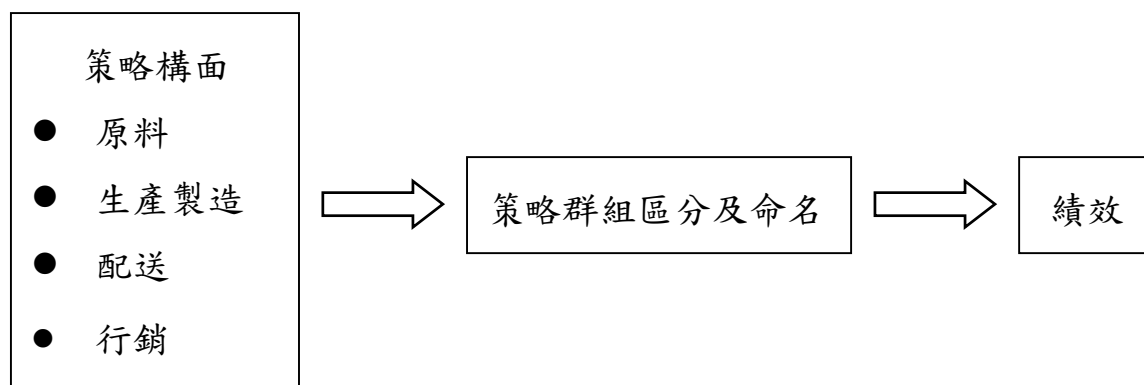 策略構面
● 原料
● 生產製造
● 配送
● 行銷
策略群組區分及命名
績效